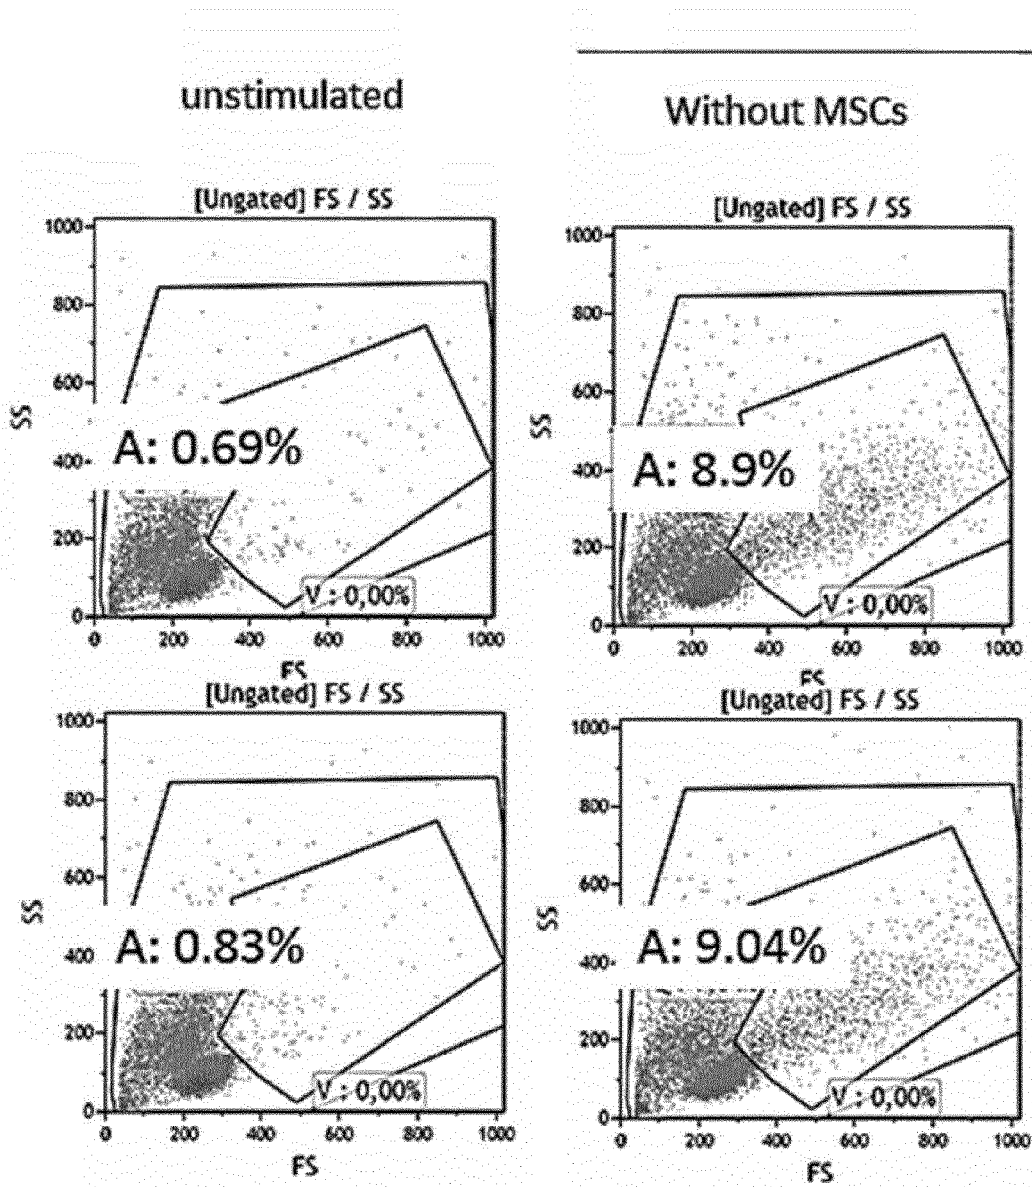 unstimulated
Without MSCs
[Ungated] FS / SS
1000
800
600
SS
A: 0.69%
400
200
0
V : 0,00%
0 200 400 600 800 1000
FS
[Ungated] FS / SS
1000
800
600
SS
A: 8.9%
400
200
0
V : 0,00%
0 200 400 600 800 1000
FS
[Ungated] FS / SS
1000
800
600
SS
A: 0.83%
400
200
0
V : 0,00%
0 200 400 600 800 1000
FS
[Ungated] FS / SS
1000
800
600
SS
A: 9.04%
400
200
0
V : 0,00%
0 200 400 600 800 1000
FS